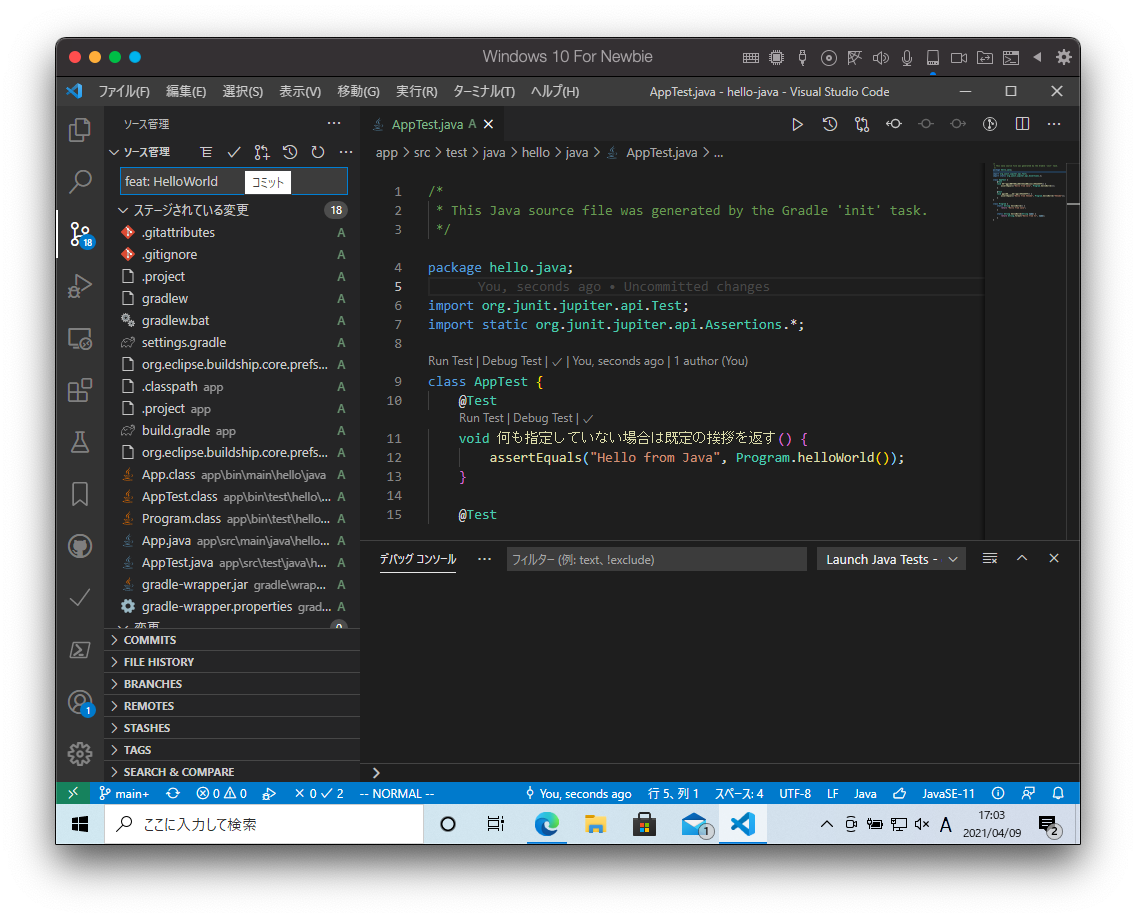 Windows 10 For Newbie
ファイル(F) 編集(E) 選択(S) 表示(V) 移動(G) 実行(R) ターミナル(T) ヘルプ(H) AppTest.java - hello-java - Visual Studio Code
ソース管理
ソース管理
feat: HelloWorld コミット
ステージされている変更 18
.gitattributes A
.gitignore A
.project A
gradlew A
gradlew.bat A
settings.gradle A
org.eclipse.buildship.core.prefs... A
.classpath app A
.project app A
build.gradle app A
org.eclipse.buildship.core.prefs... A
App.class app\bin\main\hello\java A
AppTest.class app\bin\test\hello\... A
Program.class app\bin\test\hello... A
App.java app\src\main\java\hello... A
AppTest.java app\src\test\java\h... A
gradle-wrapper.jar gradle\wrap... A
gradle-wrapper.properties grad... A
変更 0
COMMITS
FILE HISTORY
BRANCHES
REMOTES
STASHES
TAGS
SEARCH & COMPARE
18
1
AppTest.java A
app > src > test > java > hello > java > AppTest.java > ...
1 /*
2 * This Java source file was generated by the Gradle 'init' task.
3 */
4 package hello.java;
5 You, seconds ago • Uncommitted changes
6 import org.junit.jupiter.api.Test;
7 import static org.junit.jupiter.api.Assertions.*;
8
Run Test | Debug Test | ✓ | You, seconds ago | 1 author (You)
9 class AppTest {
10 @Test
Run Test | Debug Test | ✓
11 void 何も指定していない場合は既定の挨拶を返す() {
12 assertEquals("Hello from Java", Program.helloWorld());
13 }
14
15 @Test
デバッグ コンソール フィルター (例: text、!exclude) Launch Java Tests -
main+ 0 0 0 2 -- NORMAL -- You, seconds ago 行 5、列 1 スペース: 4 UTF-8 LF Java JavaSE-11
ここに入力して検索 1 A 17:03 2
2021/04/09